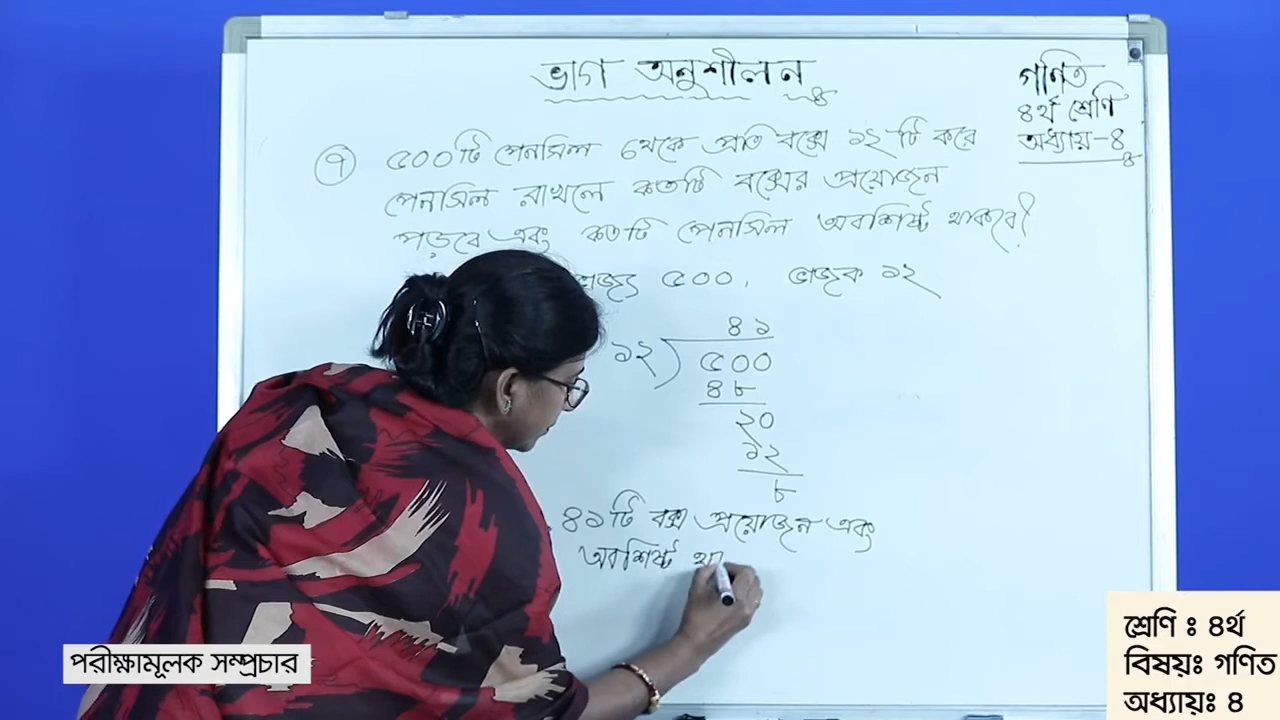 ভাগ অনুশীলন
গণিত
৪র্থ শ্রেণি
অধ্যায়-৪
৭ ৫০০টি পেনসিল থেকে প্রতি বক্সে ১২টি করে
পেনসিল রাখলে কতটি বক্সের প্রয়োজন
পড়বে এবং কতটি পেনসিল অবশিষ্ট থাকবে?
ভাজ্য ৫০০, ভাজক ১২
৪১
১২)৫০০
৪৮
২০
১২
৮
৪১টি বক্স প্রয়োজন এবং
অবশিষ্ট থা
পরীক্ষামূলক সম্প্রচার
শ্রেণি ঃ ৪র্থ
বিষয়ঃ গণিত
অধ্যায়ঃ ৪